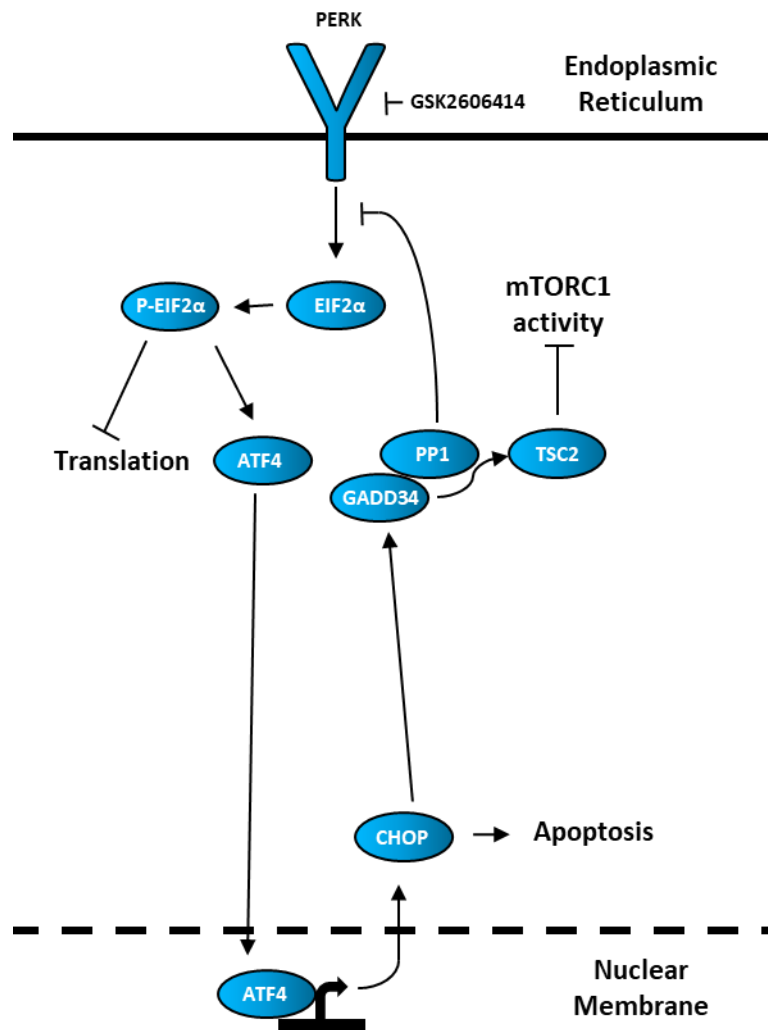 PERK
Endoplasmic
Reticulum
GSK2606414
P-EIF2α
EIF2α
mTORC1
activity
Translation
ATF4
PP1
TSC2
GADD34
CHOP
Apoptosis
Nuclear
Membrane
ATF4